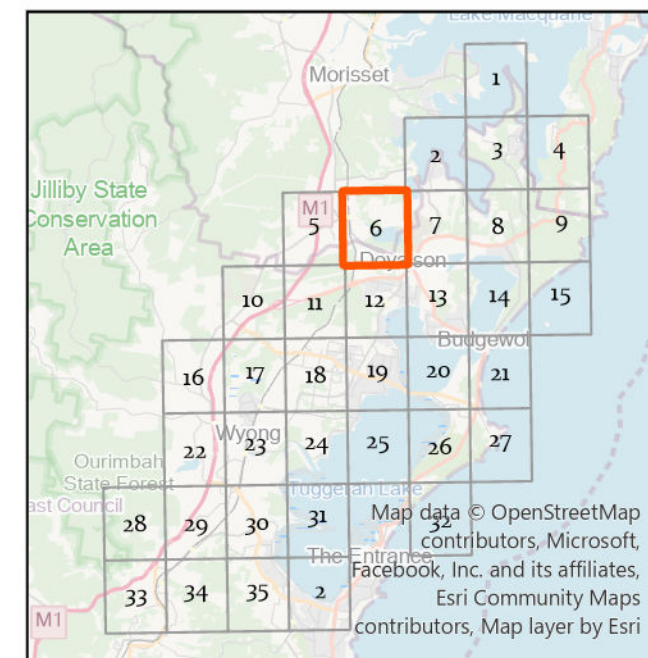 Lake Macquarie
Morisset
1
2
3
4
Jilliby State
Conservation
Area
M1
5
6
7
8
9
Doyalson
10
11
12
13
14
15
Budgewoi
16
17
18
19
20
21
Wyong
22
23
24
25
26
27
Ourimbah
State Forest
ast Council
Tuggerah Lake
28
29
30
31
32
Map data © OpenStreetMap
contributors, Microsoft,
The Entrance
Facebook, Inc. and its affiliates,
Esri Community Maps
contributors, Map layer by Esri
33
34
35
2
M1